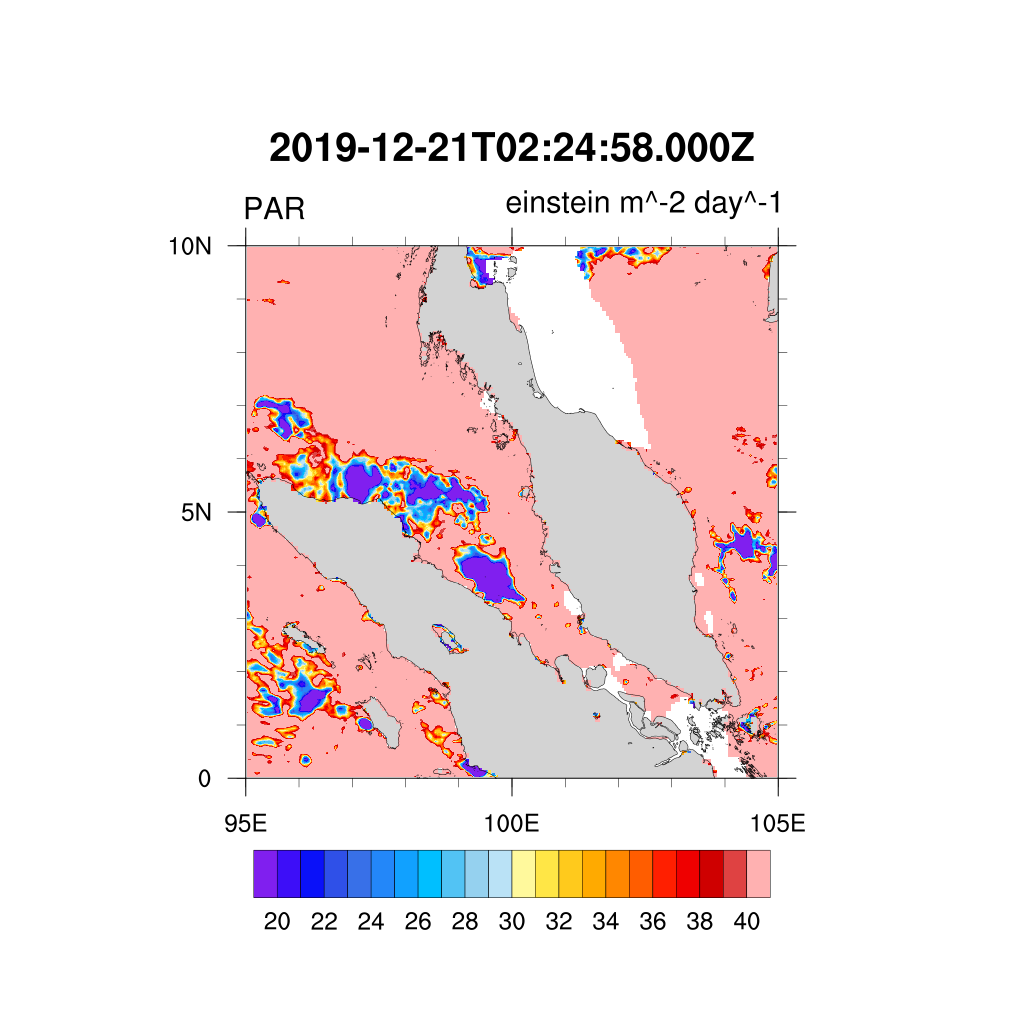 2019-12-21T02:24:58.000Z
PAR einstein m^-2 day^-1
10N
5N
0
95E 100E 105E
20 22 24 26 28 30 32 34 36 38 40